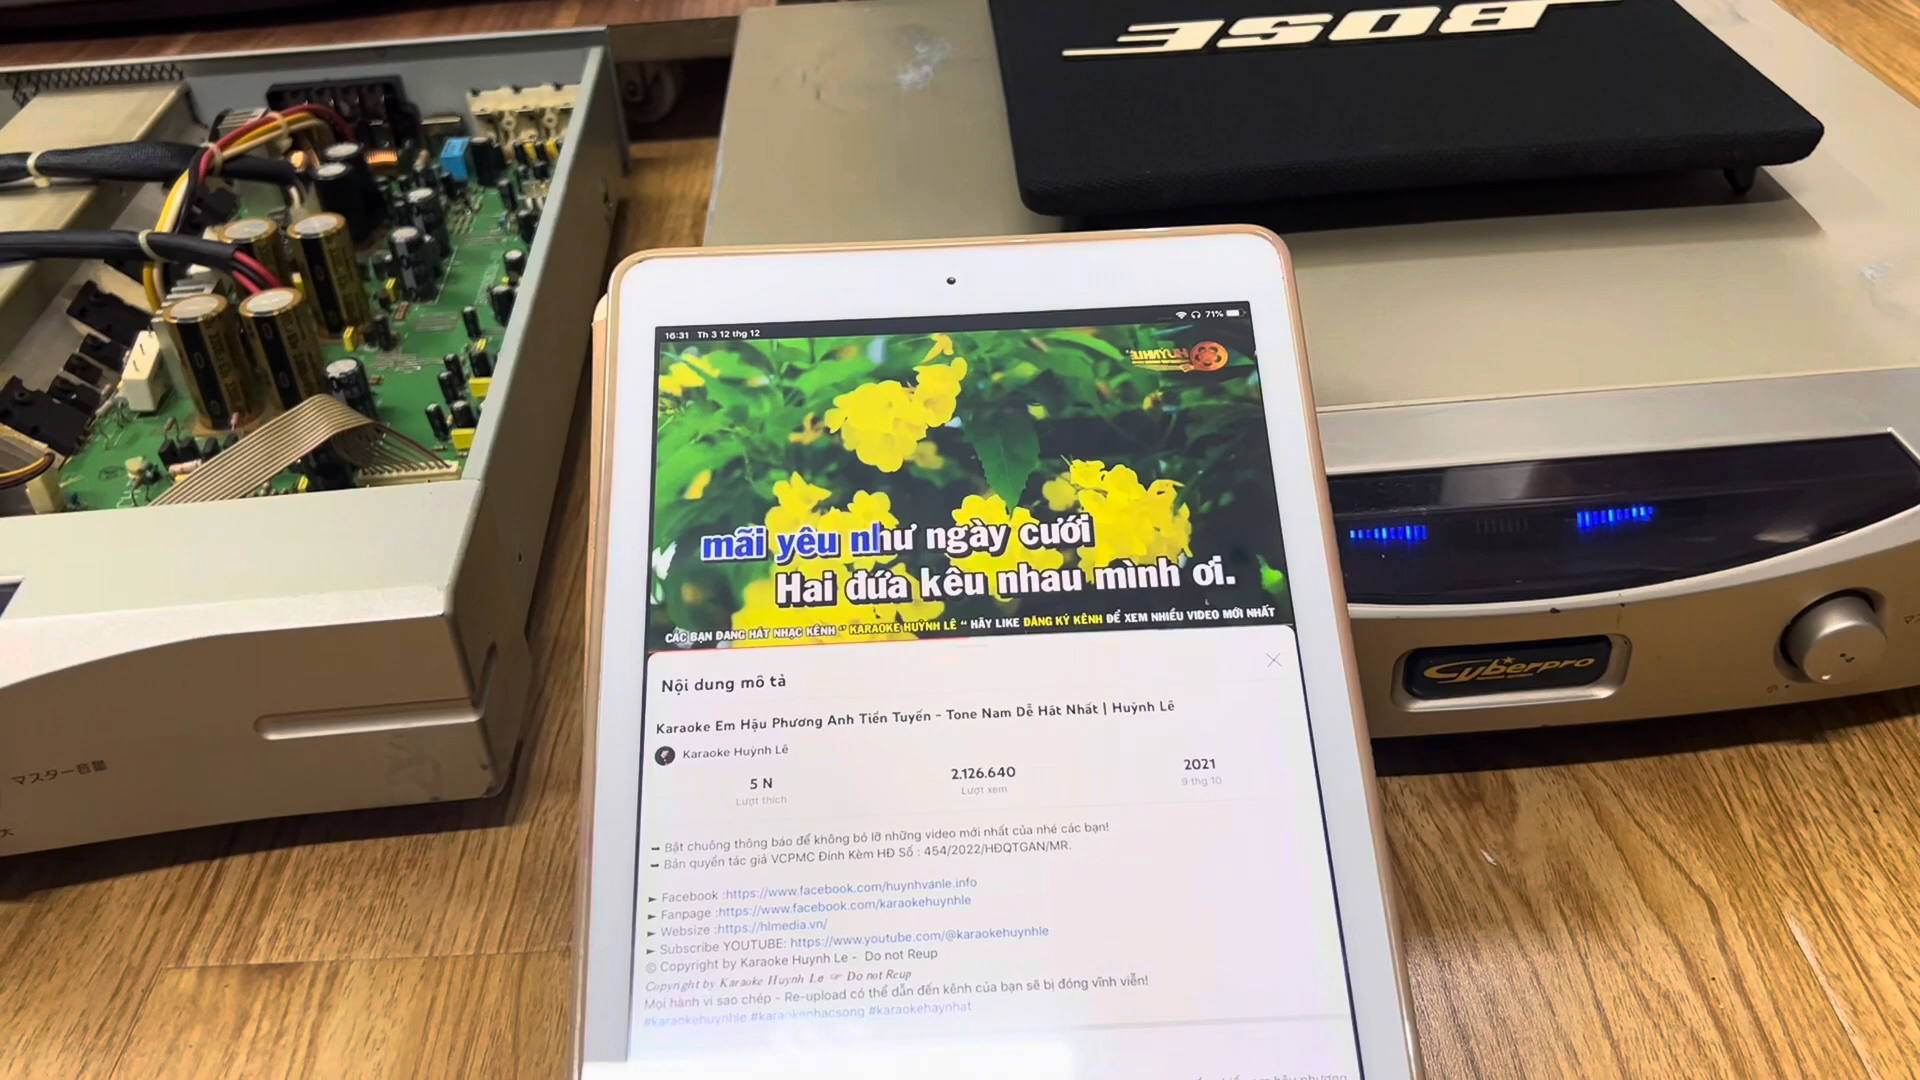 BOSE
16:31 Th 3 12 thg 12
71%
HUỲNH LÊ
mãi yêu như ngày cưới
Hai đứa kêu nhau mình ơi.
CÁC BẠN ĐANG HÁT NHẠC KÊNH " KARAOKE HUỲNH LÊ " HÃY LIKE ĐĂNG KÝ KÊNH ĐỂ XEM NHIỀU VIDEO MỚI NHẤT
Nội dung mô tả
Karaoke Em Hậu Phương Anh Tiền Tuyến - Tone Nam Dễ Hát Nhất | Huỳnh Lê
Karaoke Huỳnh Lê
5 N 2.126.640 2021
Lượt thích Lượt xem 9 thg 10
➡ Bật chuông thông báo để không bỏ lỡ những video mới nhất của nhé các bạn!
➡ Bản quyền tác giả VCPMC Đính Kèm HĐ Số : 454/2022/HĐQTGAN/MR.
► Facebook :https://www.facebook.com/huynhvanle.info
► Fanpage :https://www.facebook.com/karaokehuynhle
► Websize :https://hlmedia.vn/
► Subscribe YOUTUBE: https://www.youtube.com/@karaokehuynhle
© Copyright by Karaoke Huynh Le - Do not Reup
Copyright by Karaoke Huynh Le ☞ Do not Reup
Mọi hành vi sao chép - Re-upload có thể dẫn đến kênh của bạn sẽ bị đóng vĩnh viễn!
#karaokehuynhle #karaokenhacsong #karaokehaynhat
Cyberpro
マスター音量
大